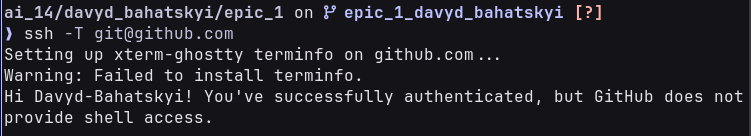 ai_14/davyd_bahatskyi/epic_1 on epic_1_davyd_bahatskyi [?]
❯ ssh -T git@github.com
Setting up xterm-ghostty terminfo on github.com...
Warning: Failed to install terminfo.
Hi Davyd-Bahatskyi! You've successfully authenticated, but GitHub does not
provide shell access.